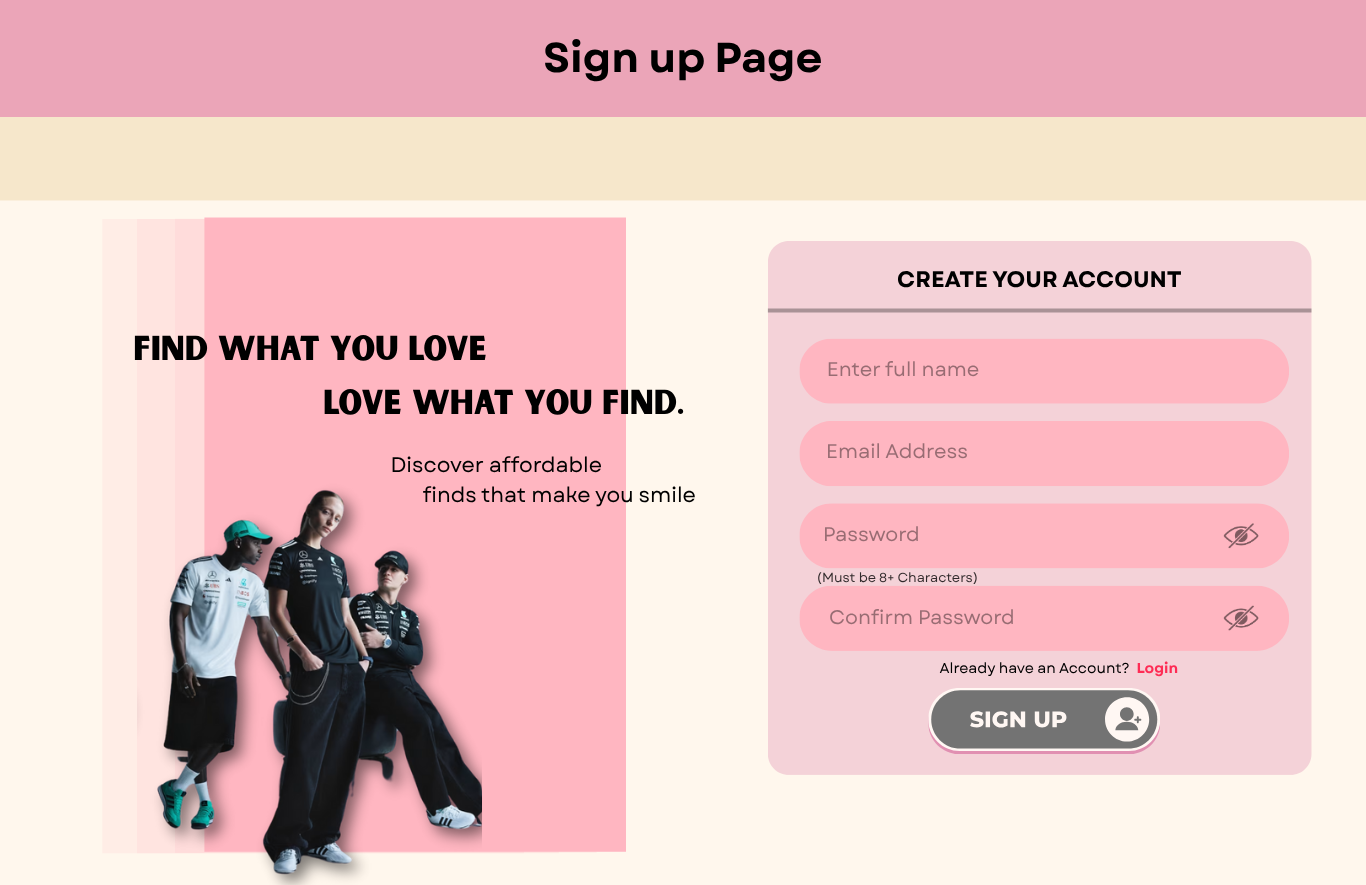 Sign up Page
FIND WHAT YOU LOVE
LOVE WHAT YOU FIND.
Discover affordable
finds that make you smile
CREATE YOUR ACCOUNT
Enter full name
Email Address
Password
(Must be 8+ Characters)
Confirm Password
Already have an Account? Login
SIGN UP